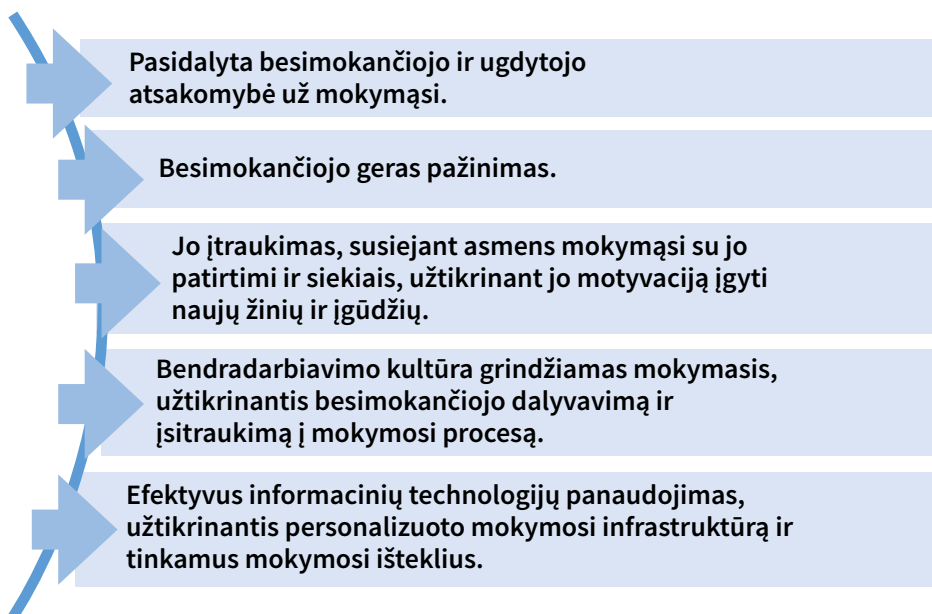 Pasidalyta besimokančiojo ir ugdytojo
atsakomybė už mokymąsi.
Besimokančiojo geras pažinimas.
Jo įtraukimas, susiejant asmens mokymąsi su jo
patirtimi ir siekiais, užtikrinant jo motyvaciją įgyti
naujų žinių ir įgūdžių.
Bendradarbiavimo kultūra grindžiamas mokymasis,
užtikrinantis besimokančiojo dalyvavimą ir
įsitraukimą į mokymosi procesą.
Efektyvus informacinių technologijų panaudojimas,
užtikrinantis personalizuoto mokymosi infrastruktūrą ir
tinkamus mokymosi išteklius.